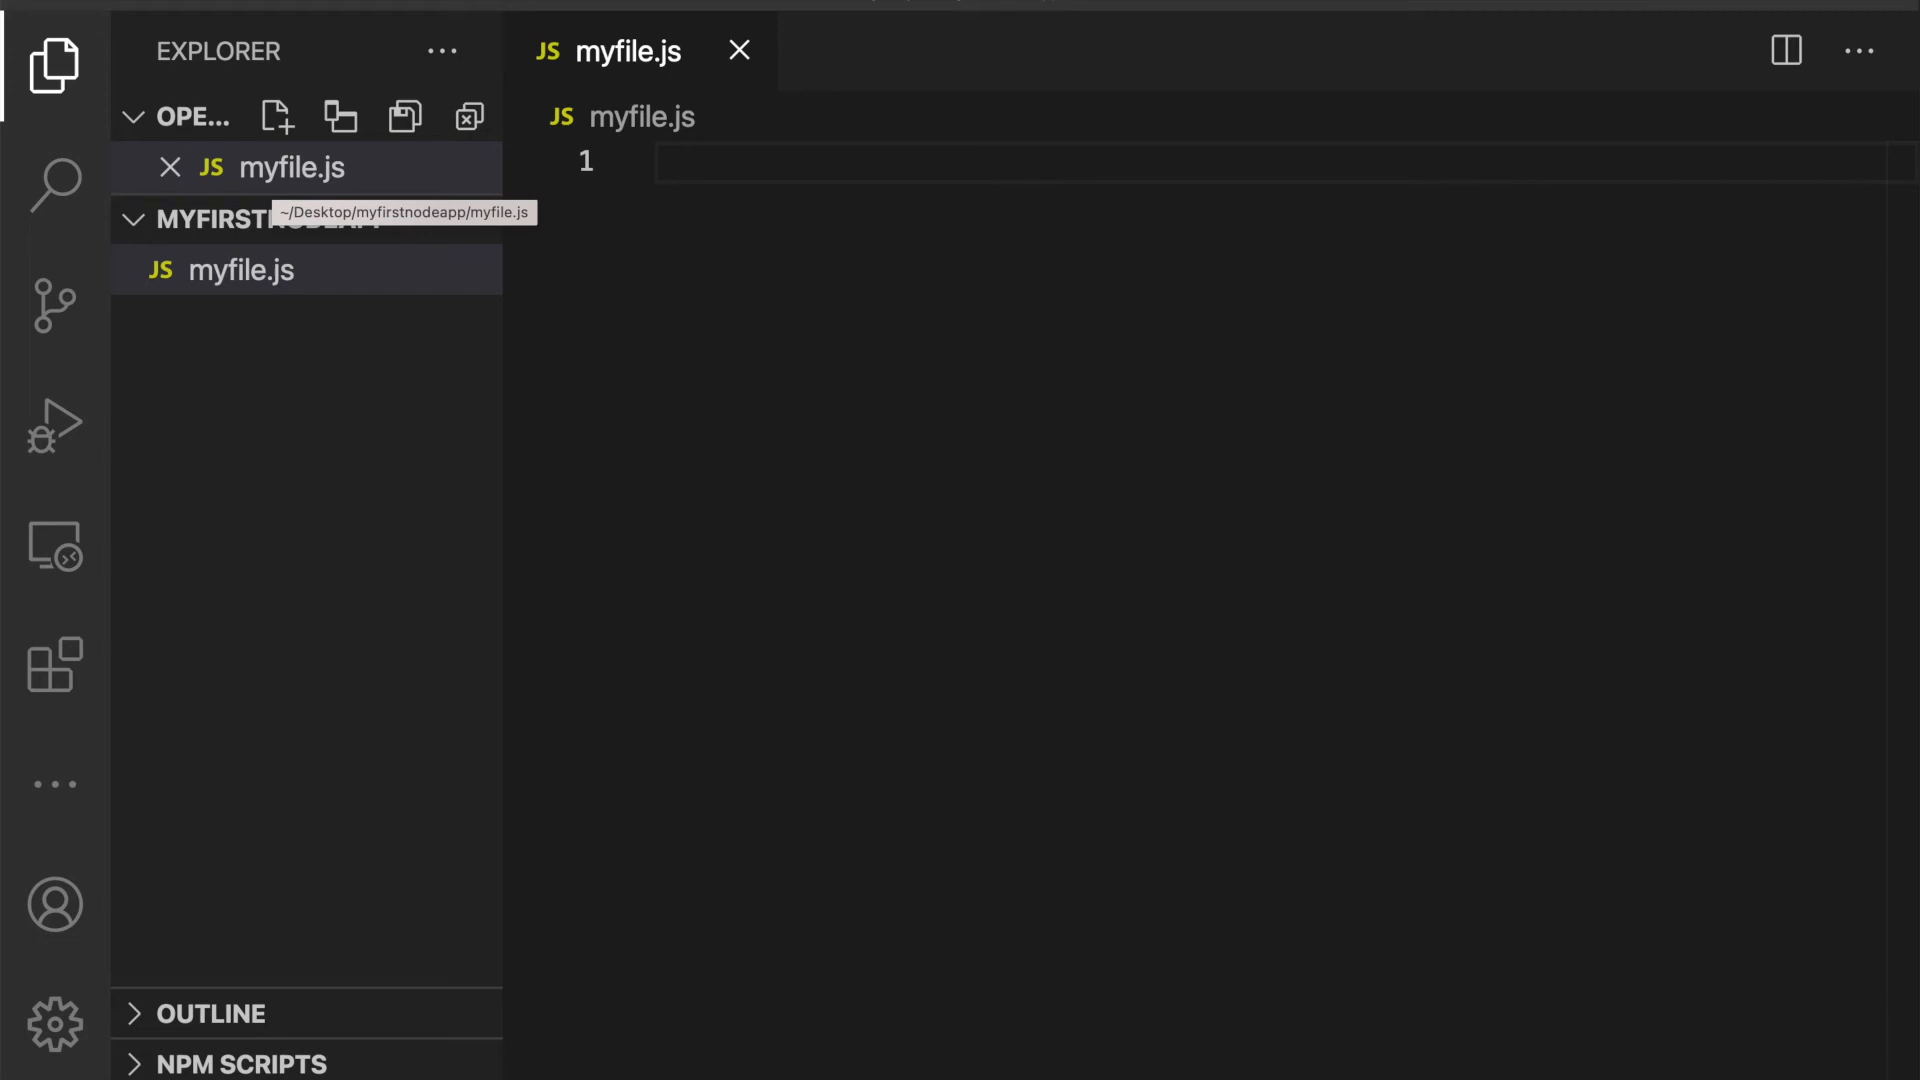 EXPLORER
JS myfile.js
OPE...
JS myfile.js
JS myfile.js
1
~/Desktop/myfirstnodeapp/myfile.js
MYFIRSTNODEAPP
JS myfile.js
OUTLINE
NPM SCRIPTS